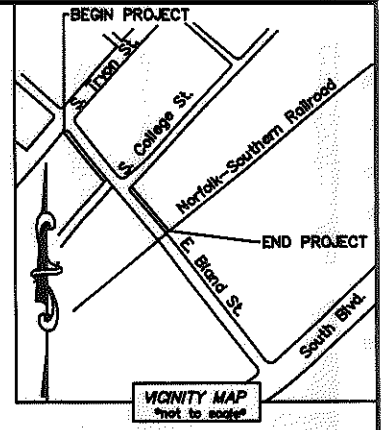 BEGIN PROJECT
S. Tryon St.
S. College St.
Norfolk-Southern Railroad
END PROJECT
E. Bland St.
South Blvd.
VICINITY MAP
*not to scale*